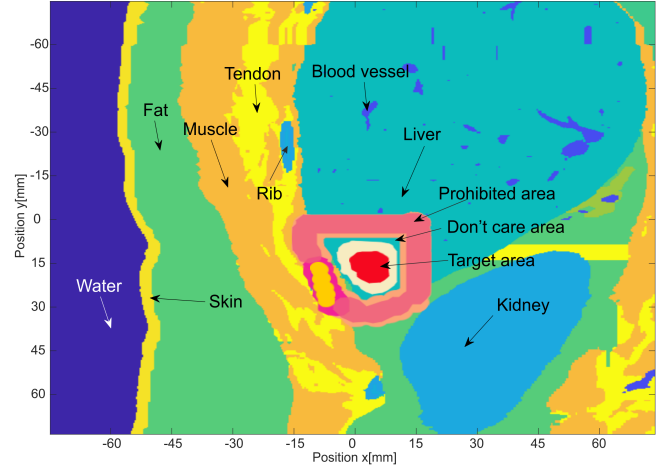 -60
-45
-30
-15
0
15
30
45
60
Position y[mm]
Tendon
Blood vessel
Fat
Muscle
Liver
Rib
Prohibited area
Don't care area
Target area
Water
Skin
Kidney
-60
-45
-30
-15
0
15
30
45
60
Position x[mm]